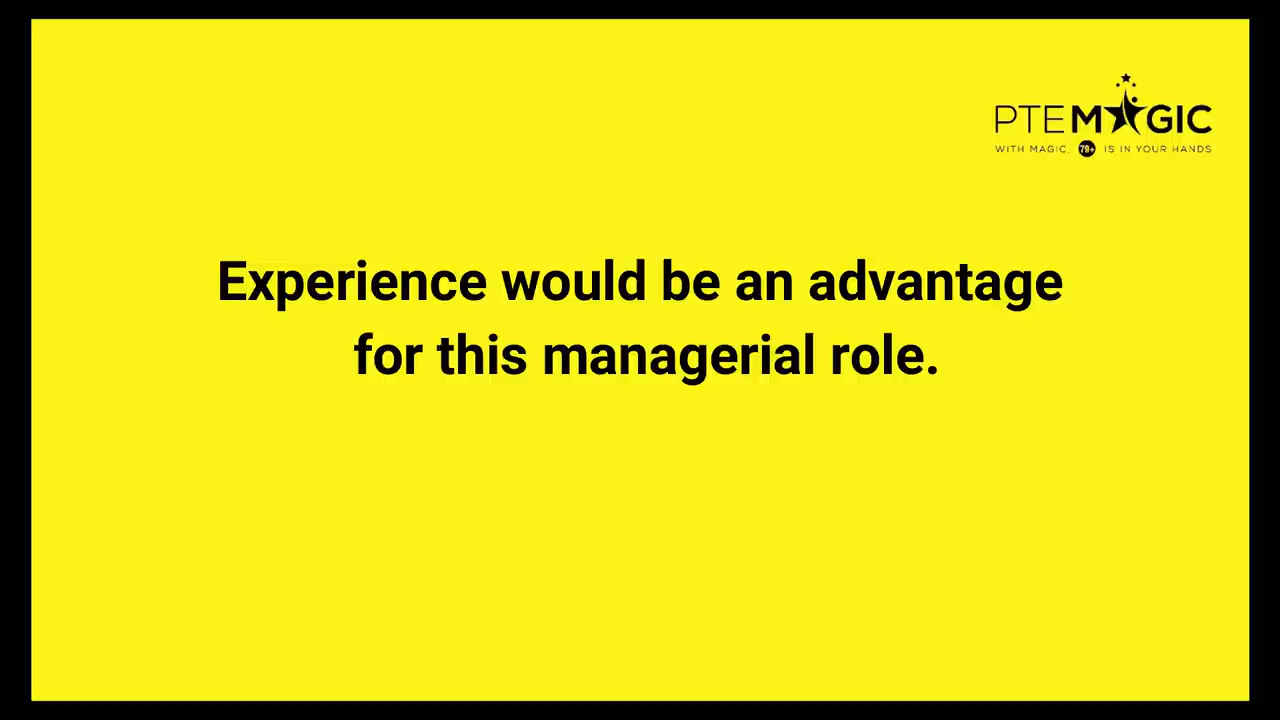 PTEMAGIC
WITH MAGIC, 79+ IS IN YOUR HANDS
Experience would be an advantage
for this managerial role.